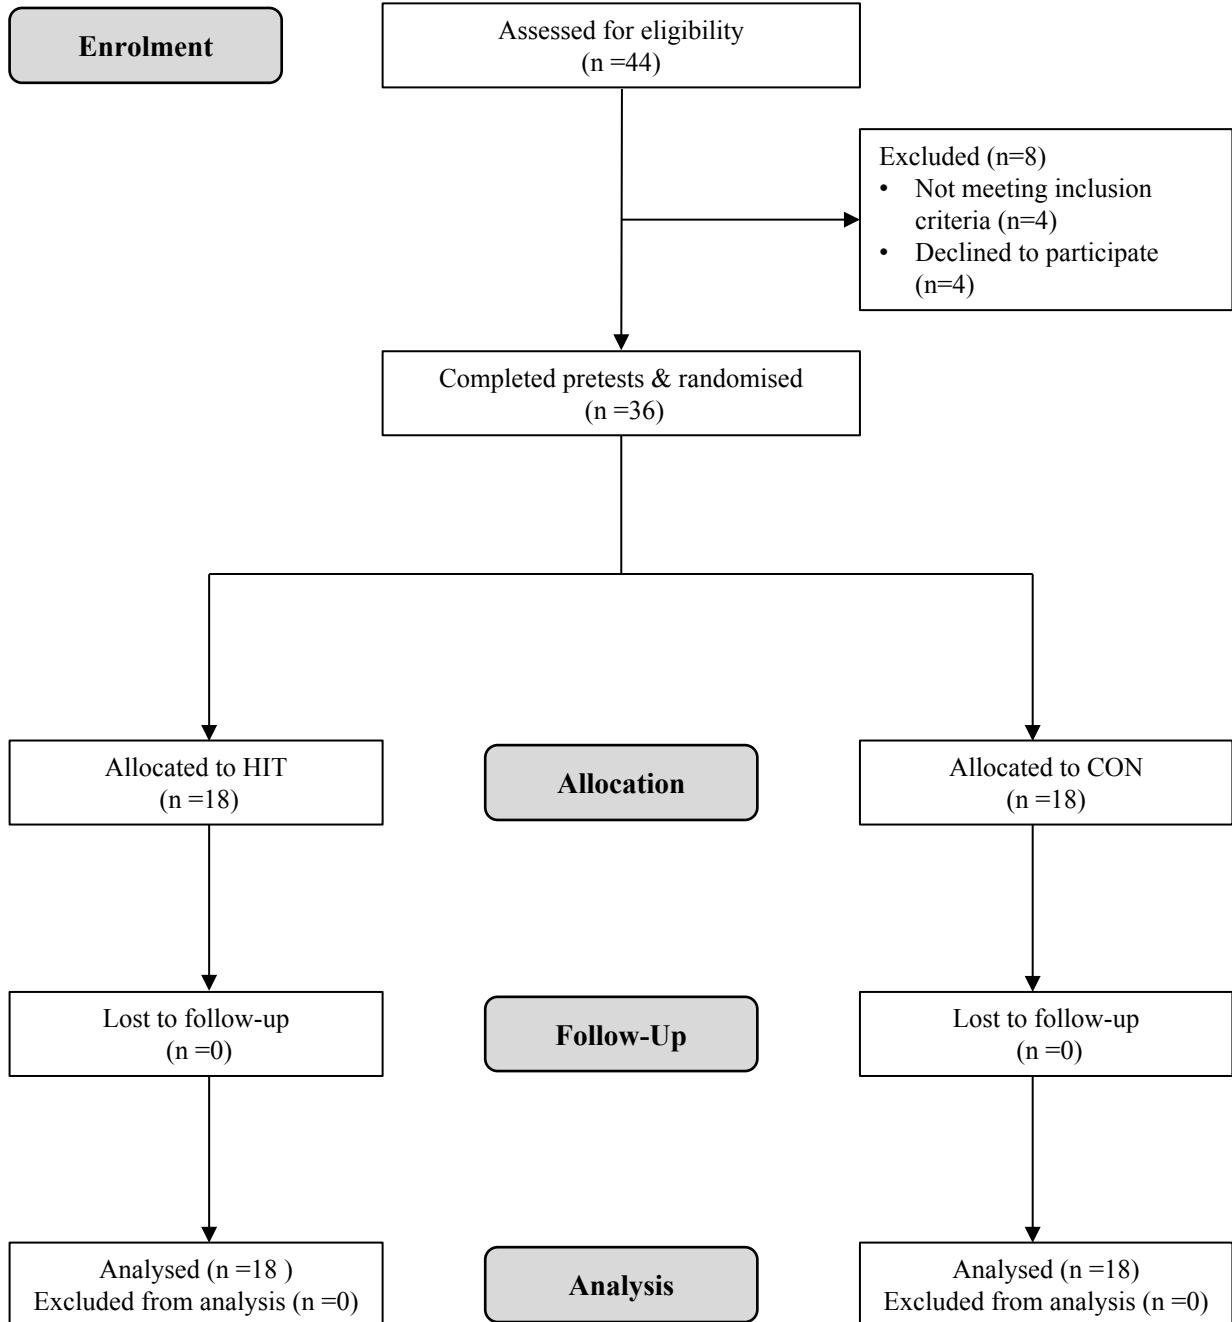 Enrolment
Assessed for eligibility
(n =44)
Excluded (n=8)
• Not meeting inclusion
criteria (n=4)
• Declined to participate
(n=4)
Completed pretests & randomised
(n =36)
Allocated to HIT
(n =18)
Allocation
Allocated to CON
(n =18)
Lost to follow-up
(n =0)
Follow-Up
Lost to follow-up
(n =0)
Analysed (n =18 )
Excluded from analysis (n =0)
Analysis
Analysed (n =18)
Excluded from analysis (n =0)